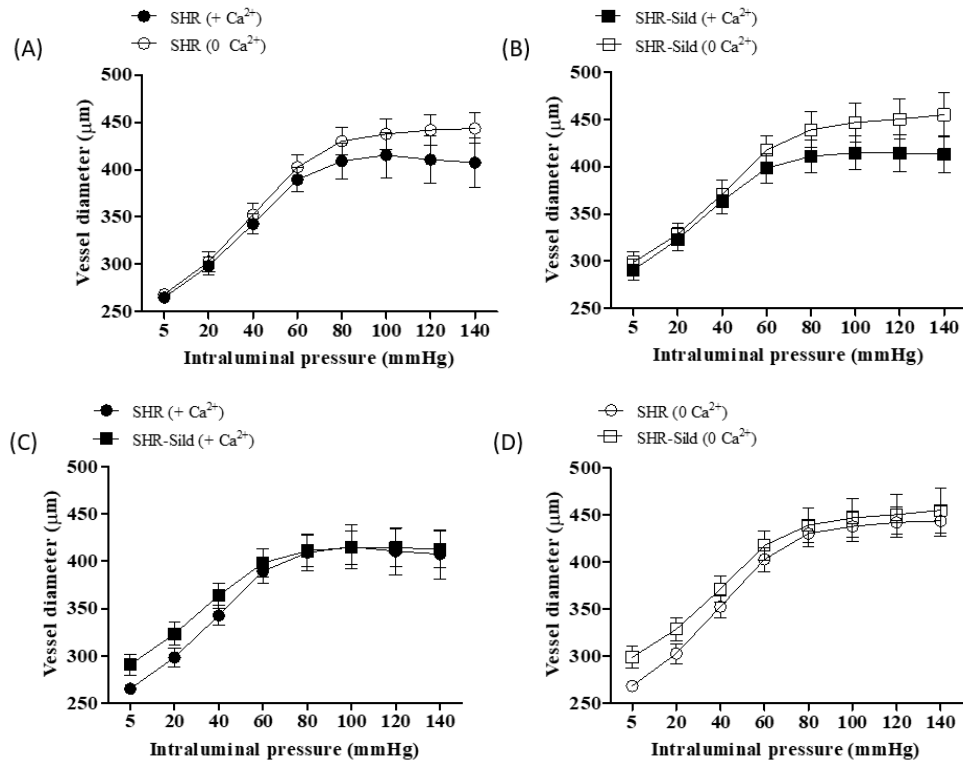 SHR (+ Ca²⁺)
SHR (0 Ca²⁺)
(A)
Vessel diameter (μm)
500
450
400
350
300
250
5 20 40 60 80 100 120 140
Intraluminal pressure (mmHg)
SHR-Sild (+ Ca²⁺)
SHR-Sild (0 Ca²⁺)
(B)
Vessel diameter (μm)
500
450
400
350
300
250
5 20 40 60 80 100 120 140
Intraluminal pressure (mmHg)
SHR (+ Ca²⁺)
SHR-Sild (+ Ca²⁺)
(C)
Vessel diameter (μm)
500
450
400
350
300
250
5 20 40 60 80 100 120 140
Intraluminal pressure (mmHg)
SHR (0 Ca²⁺)
SHR-Sild (0 Ca²⁺)
(D)
Vessel diameter (μm)
500
450
400
350
300
250
5 20 40 60 80 100 120 140
Intraluminal pressure (mmHg)